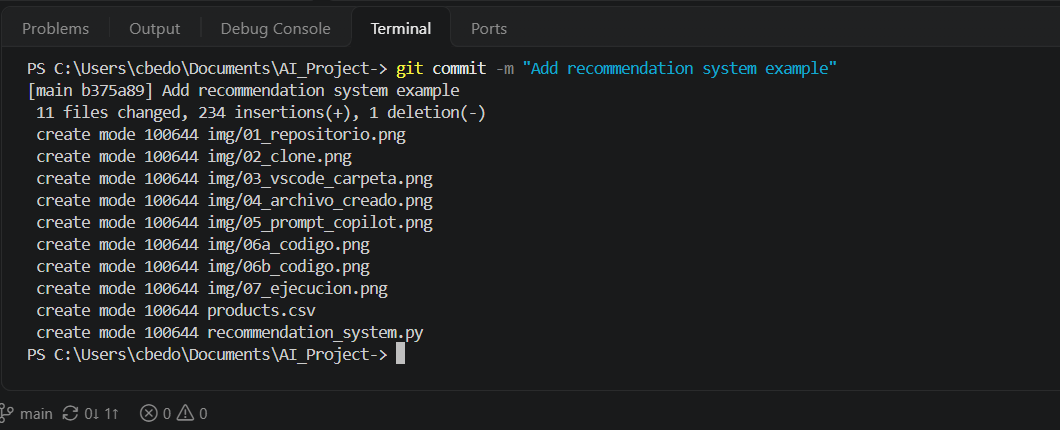 Problems Output Debug Console Terminal Ports
PS C:\Users\cbedo\Documents\AI_Project-> git commit -m "Add recommendation system example"
[main b375a89] Add recommendation system example
11 files changed, 234 insertions(+), 1 deletion(-)
create mode 100644 img/01_repositorio.png
create mode 100644 img/02_clone.png
create mode 100644 img/03_vscode_carpeta.png
create mode 100644 img/04_archivo_creado.png
create mode 100644 img/05_prompt_copilot.png
create mode 100644 img/06a_codigo.png
create mode 100644 img/06b_codigo.png
create mode 100644 img/07_ejecucion.png
create mode 100644 products.csv
create mode 100644 recommendation_system.py
PS C:\Users\cbedo\Documents\AI_Project->
main 0↓ 1↑ 0 0